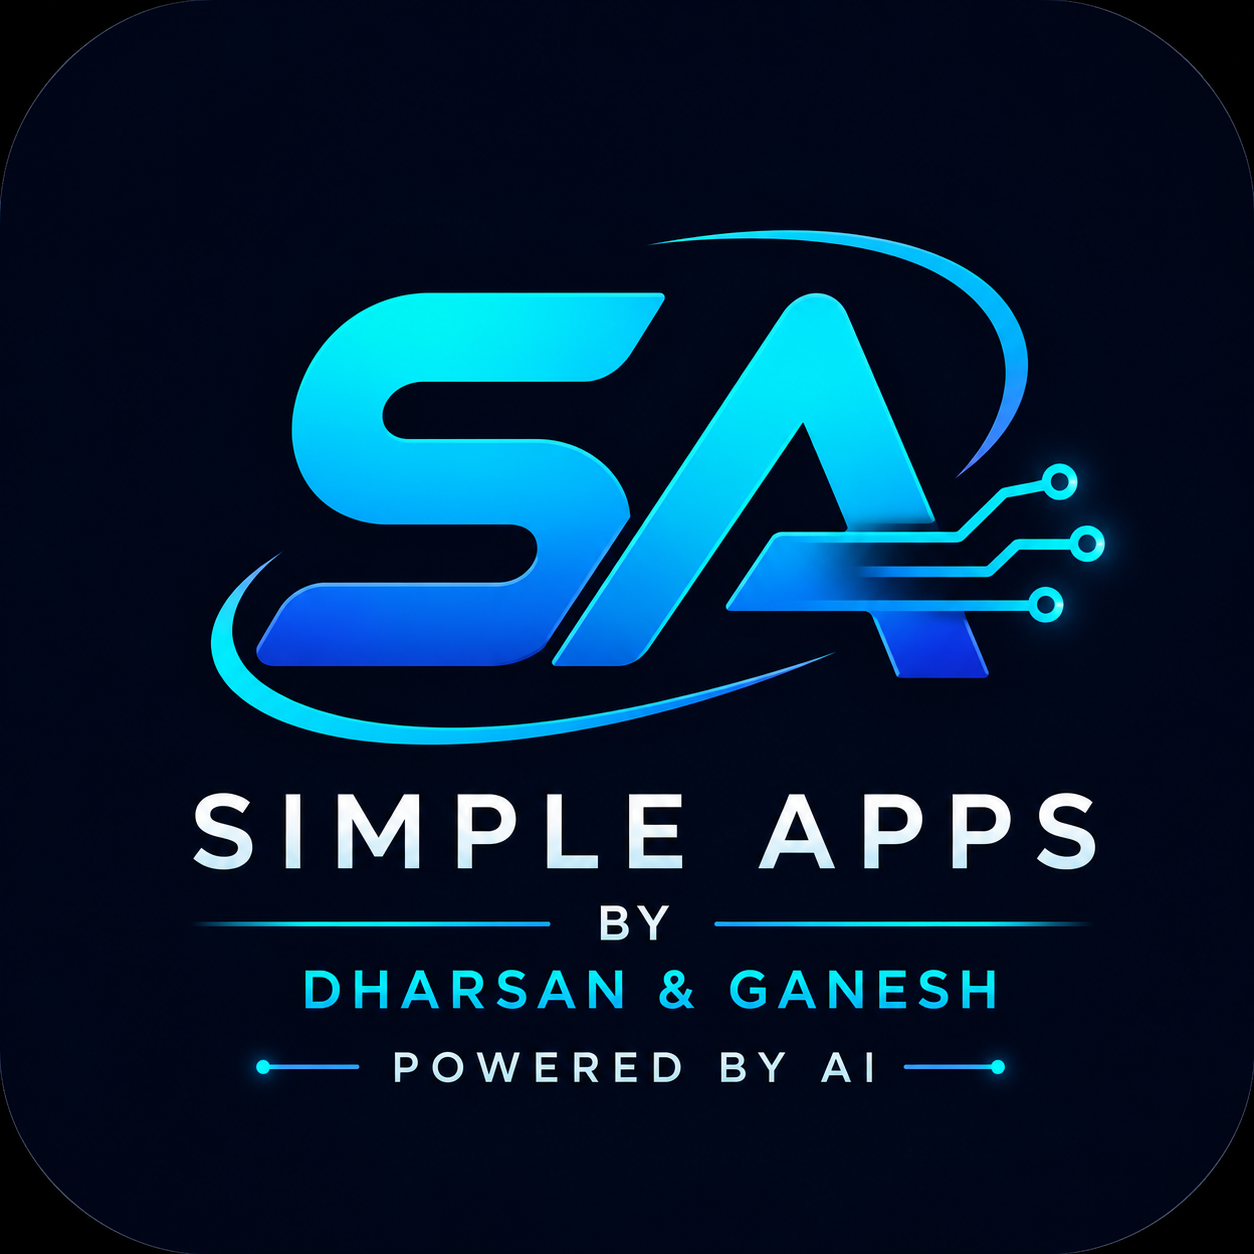 SA
SIMPLE APPS
BY
DHARSAN & GANESH
POWERED BY AI